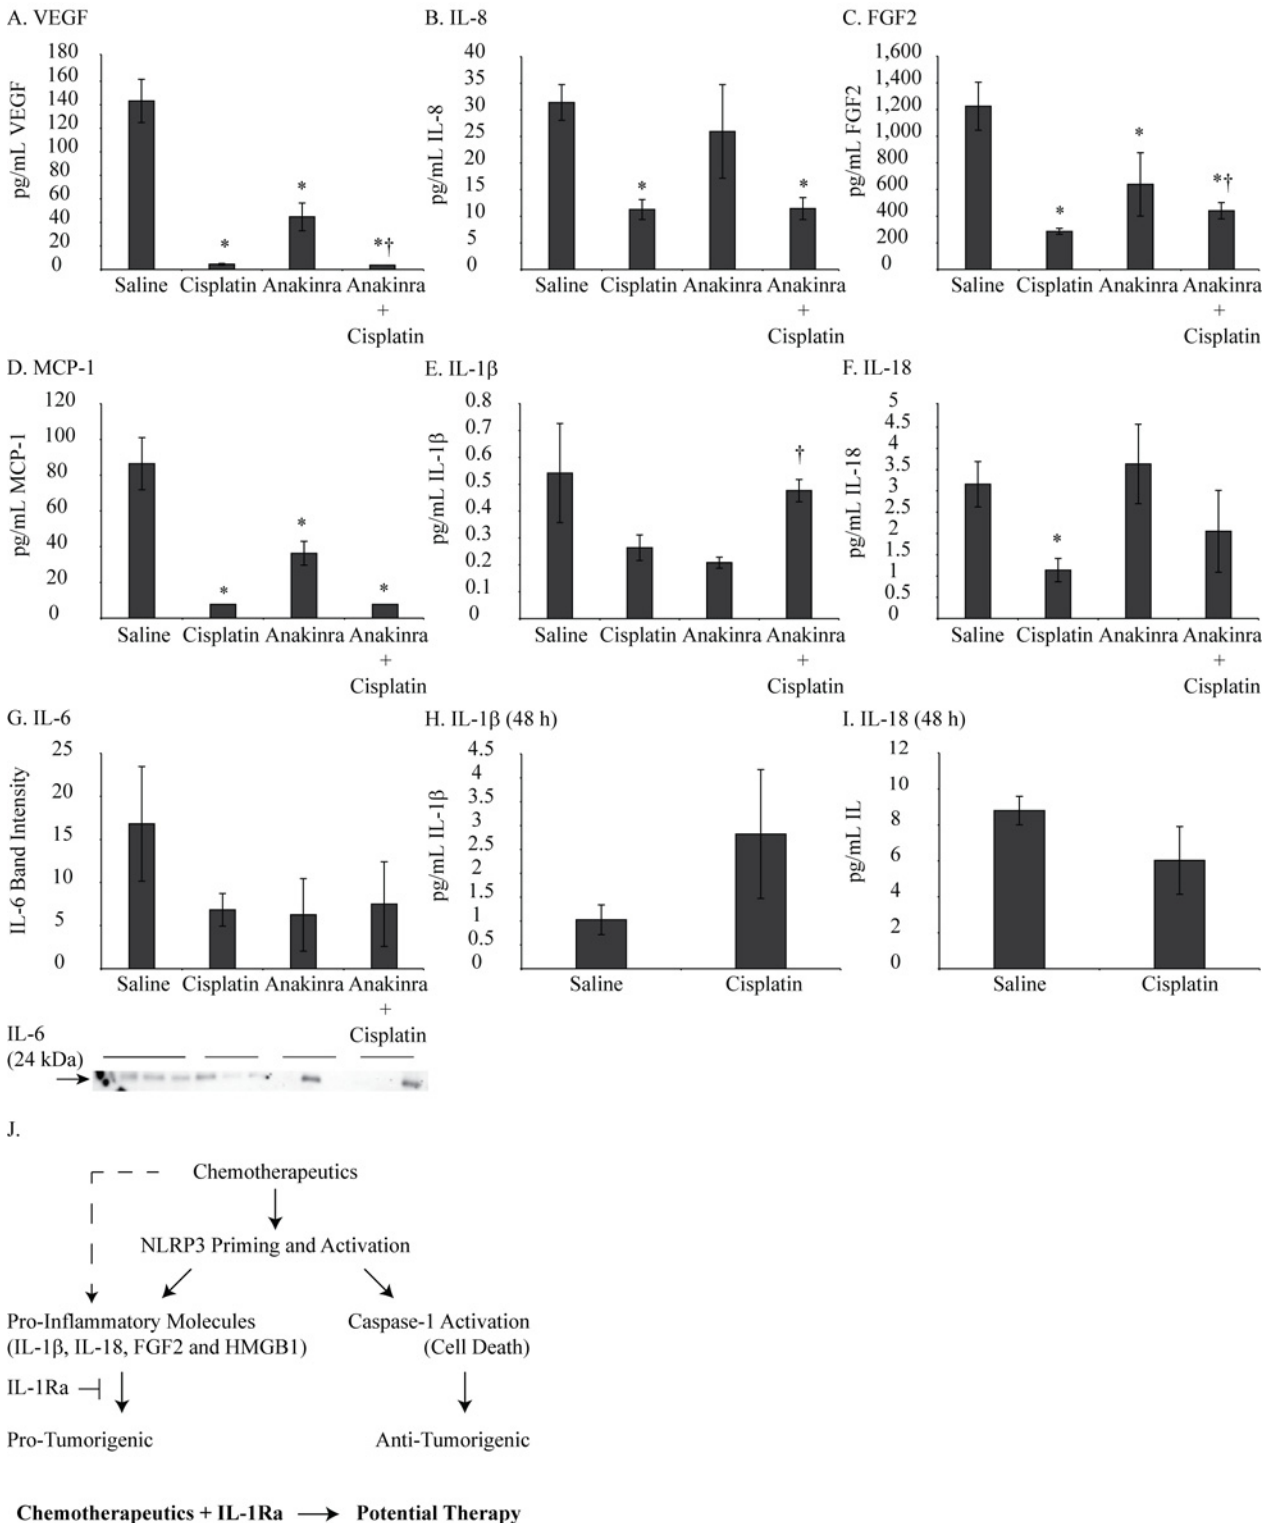 A. VEGF
pg/mL VEGF
180
160
140
120
100
80
60
40
20
0
*
*
*†
Saline Cisplatin Anakinra Anakinra
+
Cisplatin
B. IL-8
pg/mL IL-8
40
35
30
25
20
15
10
5
0
*
*
Saline Cisplatin Anakinra Anakinra
+
Cisplatin
C. FGF2
pg/mL FGF2
1,600
1,400
1,200
1,000
800
600
400
200
0
*
*
*†
Saline Cisplatin Anakinra Anakinra
+
Cisplatin
D. MCP-1
pg/mL MCP-1
120
100
80
60
40
20
0
*
*
*
Saline Cisplatin Anakinra Anakinra
+
Cisplatin
E. IL-1β
pg/mL IL-1β
0.8
0.7
0.6
0.5
0.4
0.3
0.2
0.1
0
†
Saline Cisplatin Anakinra Anakinra
+
Cisplatin
F. IL-18
pg/mL IL-18
5
4.5
4
3.5
3
2.5
2
1.5
1
0.5
0
*
Saline Cisplatin Anakinra Anakinra
+
Cisplatin
G. IL-6
IL-6 Band Intensity
25
20
15
10
5
0
Saline Cisplatin Anakinra Anakinra
+
Cisplatin
IL-6
(24 kDa)
H. IL-1β (48 h)
pg/mL IL-1β
4.5
4
3.5
3
2.5
2
1.5
1
0.5
0
Saline Cisplatin
I. IL-18 (48 h)
pg/mL IL
12
10
8
6
4
2
0
Saline Cisplatin
J.
Chemotherapeutics
NLRP3 Priming and Activation
Pro-Inflammatory Molecules
(IL-1β, IL-18, FGF2 and HMGB1)
Caspase-1 Activation
(Cell Death)
IL-1Ra
Pro-Tumorigenic
Anti-Tumorigenic
Chemotherapeutics + IL-1Ra → Potential Therapy